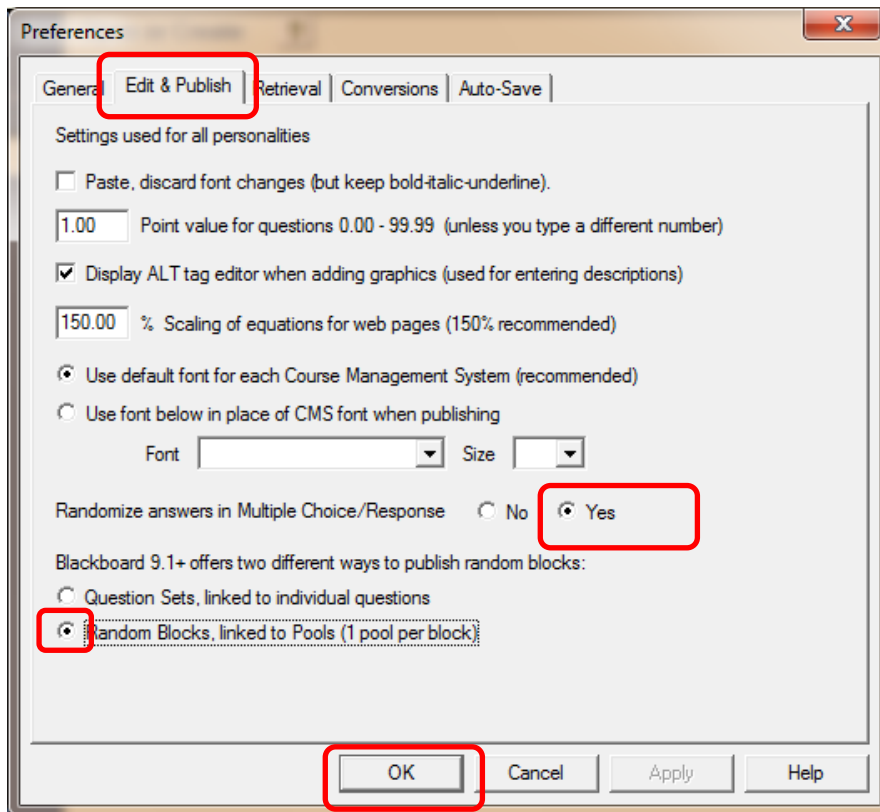 Preferences
General Edit & Publish Retrieval Conversions Auto-Save
Settings used for all personalities
Paste, discard font changes (but keep bold-italic-underline).
1.00 Point value for questions 0.00 - 99.99 (unless you type a different number)
Display ALT tag editor when adding graphics (used for entering descriptions)
150.00 % Scaling of equations for web pages (150% recommended)
Use default font for each Course Management System (recommended)
Use font below in place of CMS font when publishing
Font Size
Randomize answers in Multiple Choice/Response No Yes
Blackboard 9.1+ offers two different ways to publish random blocks:
Question Sets, linked to individual questions
Random Blocks, linked to Pools (1 pool per block)
OK Cancel Apply Help